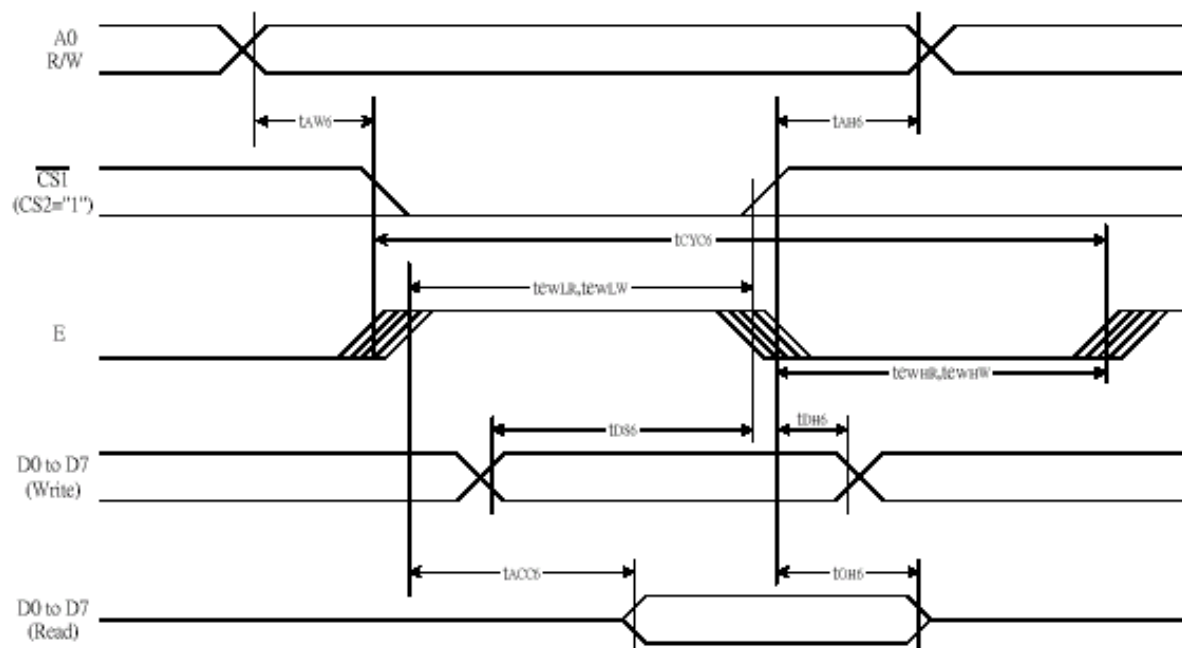 A0
R/W
tAW6
tAH6
CS1
(CS2="1")
tCYC6
tewLR,tewLW
E
tewHR,tewHW
tDS6
tDH6
D0 to D7
(Write)
tACC6
tOH6
D0 to D7
(Read)